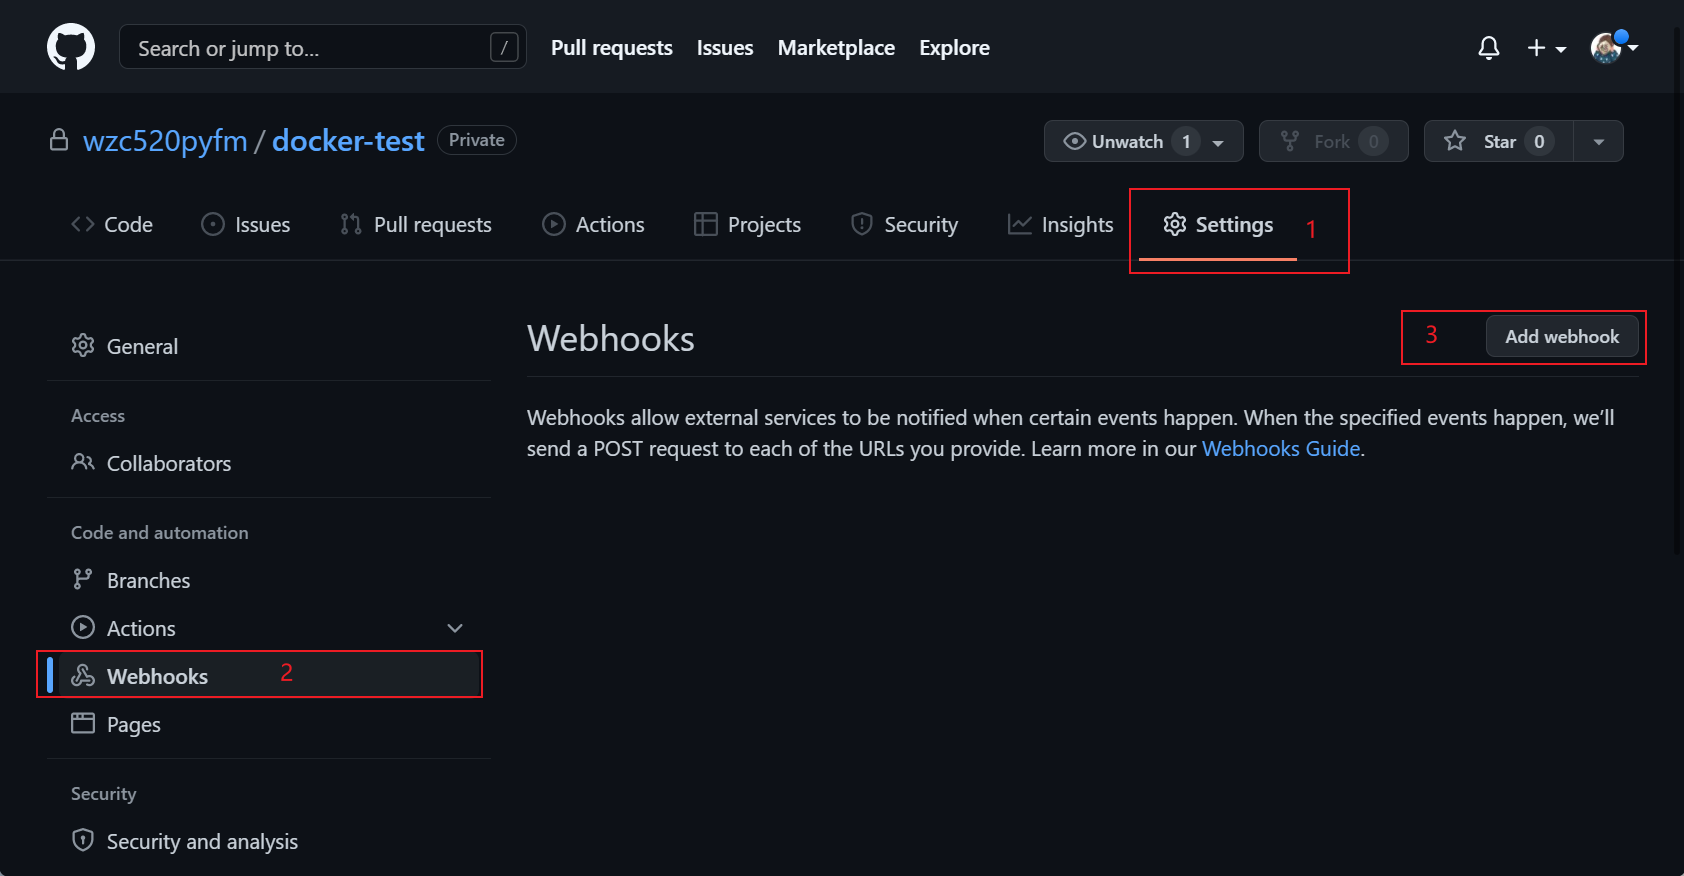 Search or jump to... / Pull requests Issues Marketplace Explore
wzc520pyfm / docker-test Private Unwatch 1 Fork 0 Star 0
Code Issues Pull requests Actions Projects Security Insights Settings 1
General
Webhooks
3 Add webhook
Access
Collaborators
Webhooks allow external services to be notified when certain events happen. When the specified events happen, we’ll
send a POST request to each of the URLs you provide. Learn more in our Webhooks Guide.
Code and automation
Branches
Actions
Webhooks 2
Pages
Security
Security and analysis